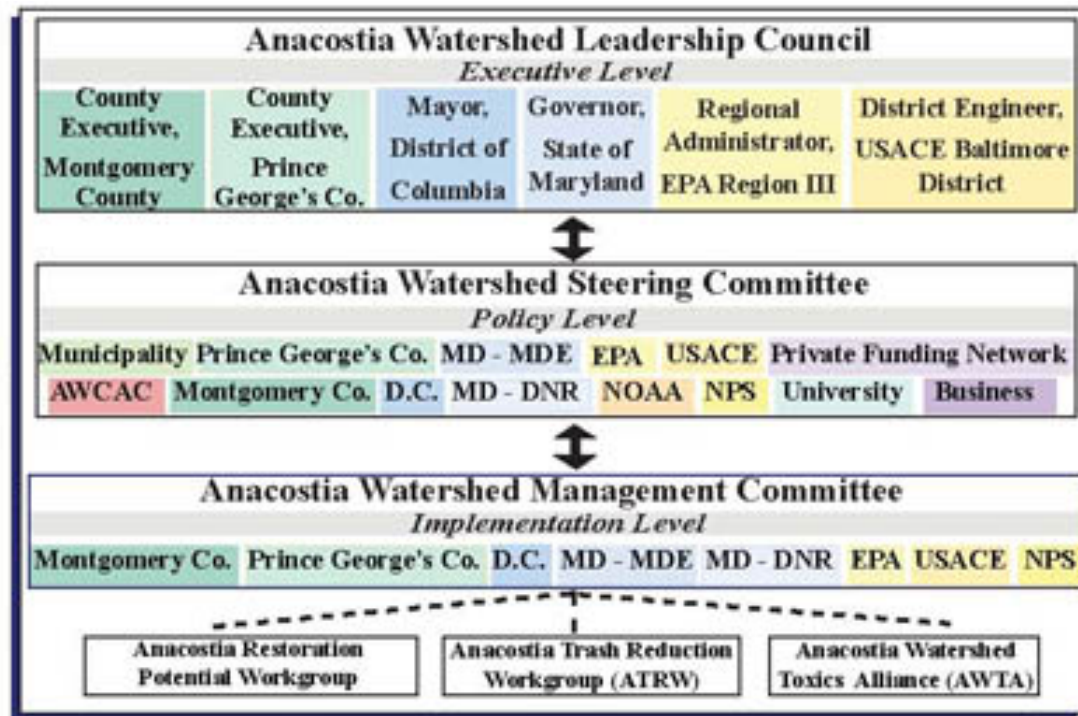 Anacostia Watershed Leadership Council
Executive Level
County Executive, Montgomery County
County Executive, Prince George's Co.
Mayor, District of Columbia
Governor, State of Maryland
Regional Administrator, EPA Region III
District Engineer, USACE Baltimore District
Anacostia Watershed Steering Committee
Policy Level
Municipality Prince George's Co. MD - MDE EPA USACE Private Funding Network
AWCAC Montgomery Co. D.C. MD - DNR NOAA NPS University Business
Anacostia Watershed Management Committee
Implementation Level
Montgomery Co. Prince George's Co. D.C. MD - MDE MD - DNR EPA USACE NPS
Anacostia Restoration
Potential Workgroup
Anacostia Trash Reduction
Workgroup (ATRW)
Anacostia Watershed
Toxics Alliance (AWTA)